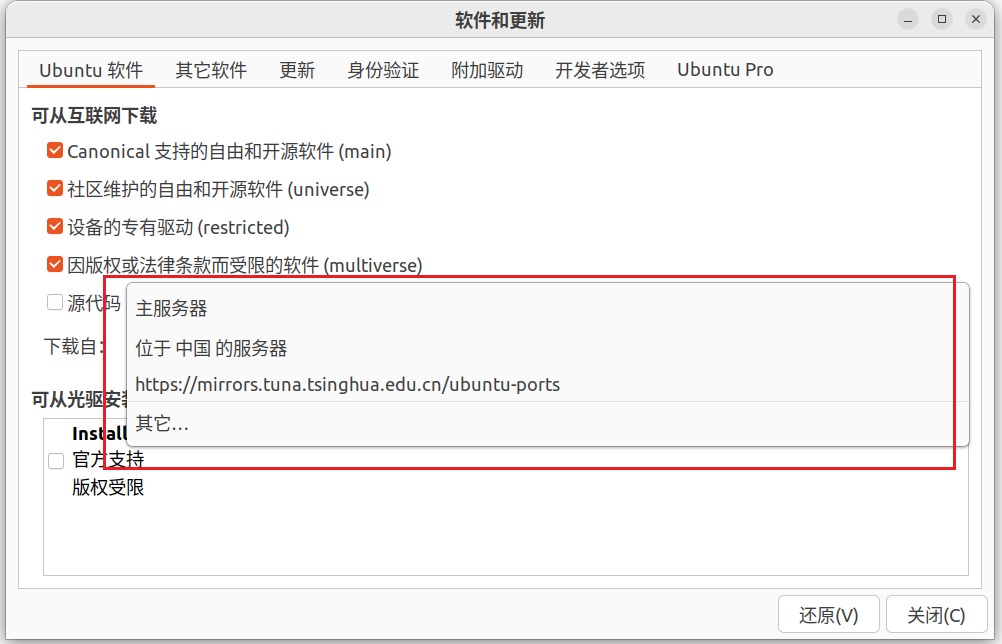 软件和更新
Ubuntu 软件 其它软件 更新 身份验证 附加驱动 开发者选项 Ubuntu Pro
可从互联网下载
Canonical 支持的自由和开源软件 (main)
社区维护的自由和开源软件 (universe)
设备的专有驱动 (restricted)
因版权或法律条款而受限的软件 (multiverse)
源代码
主服务器
下载自:
位于 中国 的服务器
https://mirrors.tuna.tsinghua.edu.cn/ubuntu-ports
可从光驱安
其它…
Install
官方支持
版权受限
还原(V) 关闭(C)